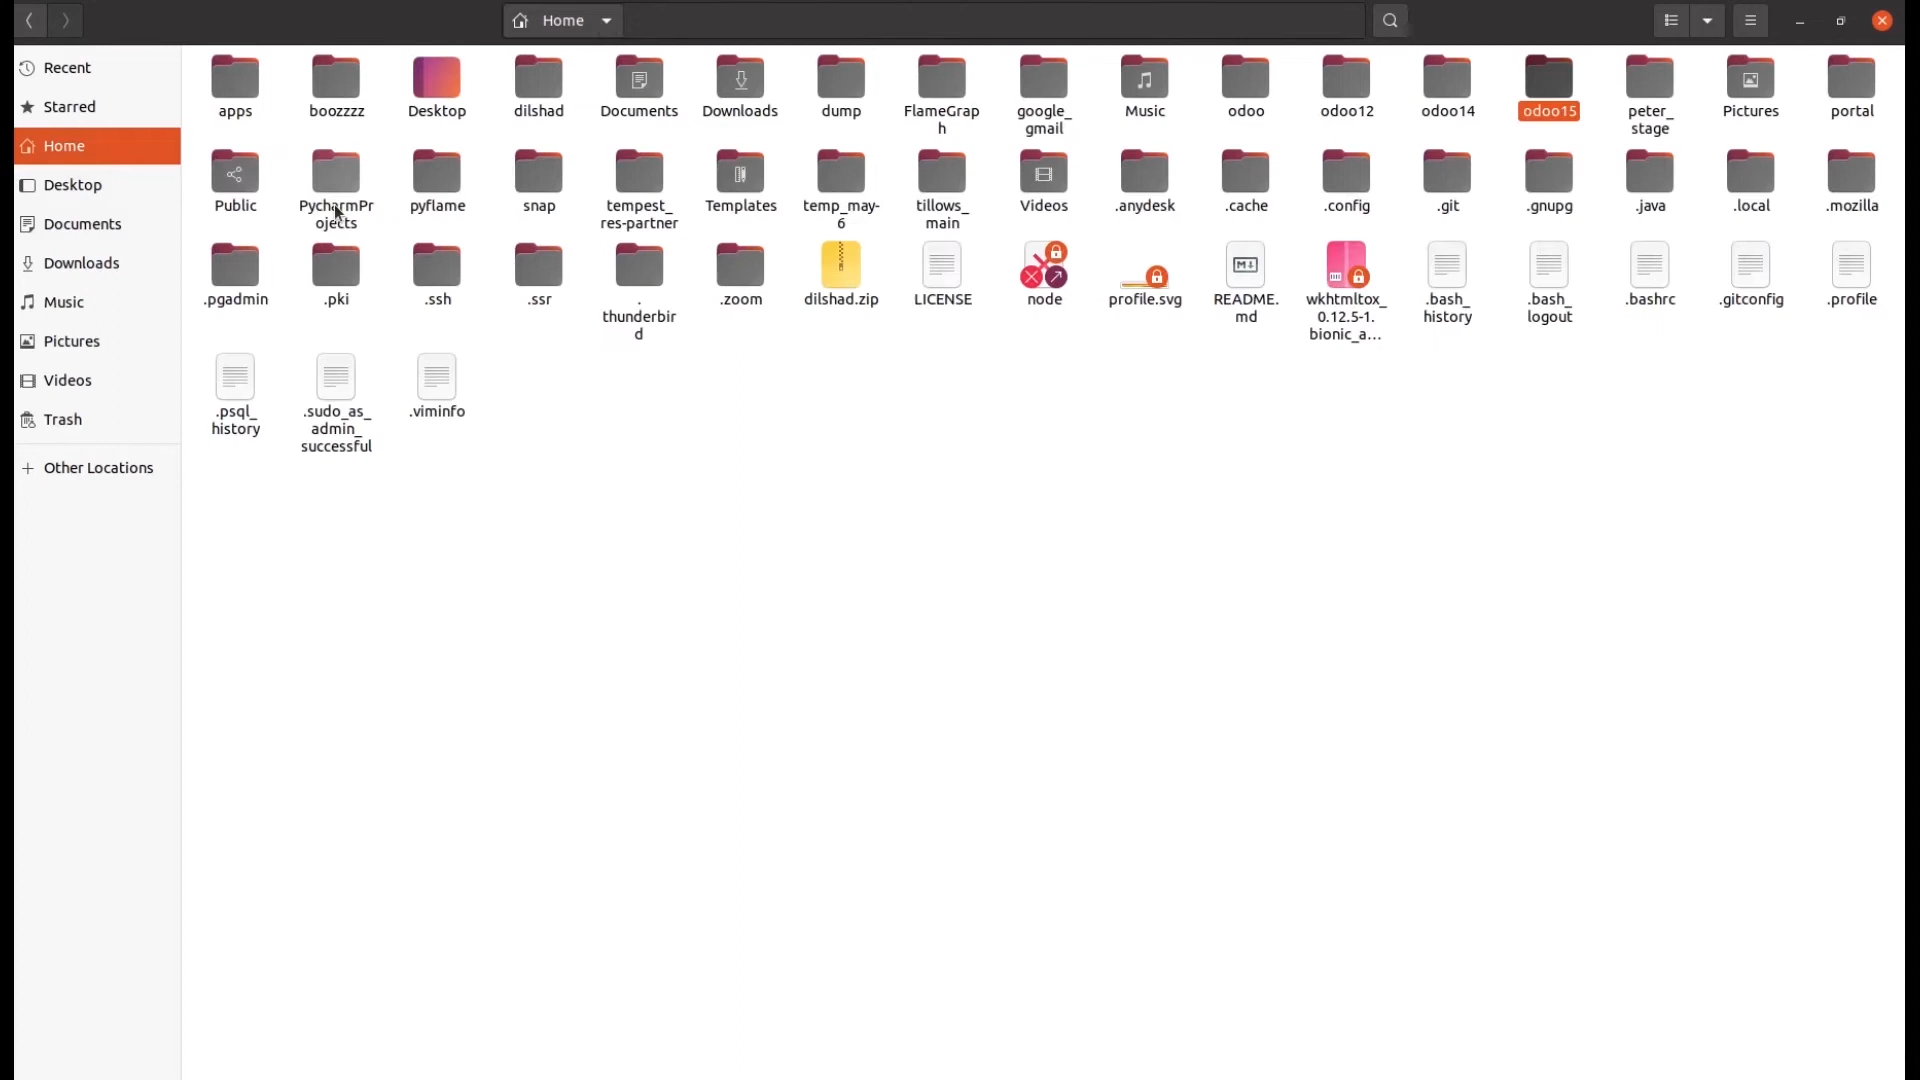 Home
Recent
Starred
Home
Desktop
Documents
Downloads
Music
Pictures
Videos
Trash
Other Locations
apps
boozzzz
Desktop
dilshad
Documents
Downloads
dump
FlameGrap
h
google_
gmail
Music
odoo
odoo12
odoo14
odoo15
peter_
stage
Pictures
portal
Public
PycharmPr
ojects
pyflame
snap
tempest_
res-partner
Templates
temp_may-
6
tillows_
main
Videos
.anydesk
.cache
.config
.git
.gnupg
.java
.local
.mozilla
.pgadmin
.pki
.ssh
.ssr
.
thunderbir
d
.zoom
dilshad.zip
LICENSE
node
profile.svg
README.
md
wkhtmltox_
0.12.5-1.
bionic_a...
.bash_
history
.bash_
logout
.bashrc
.gitconfig
.profile
.psql_
history
.sudo_as_
admin_
successful
.viminfo